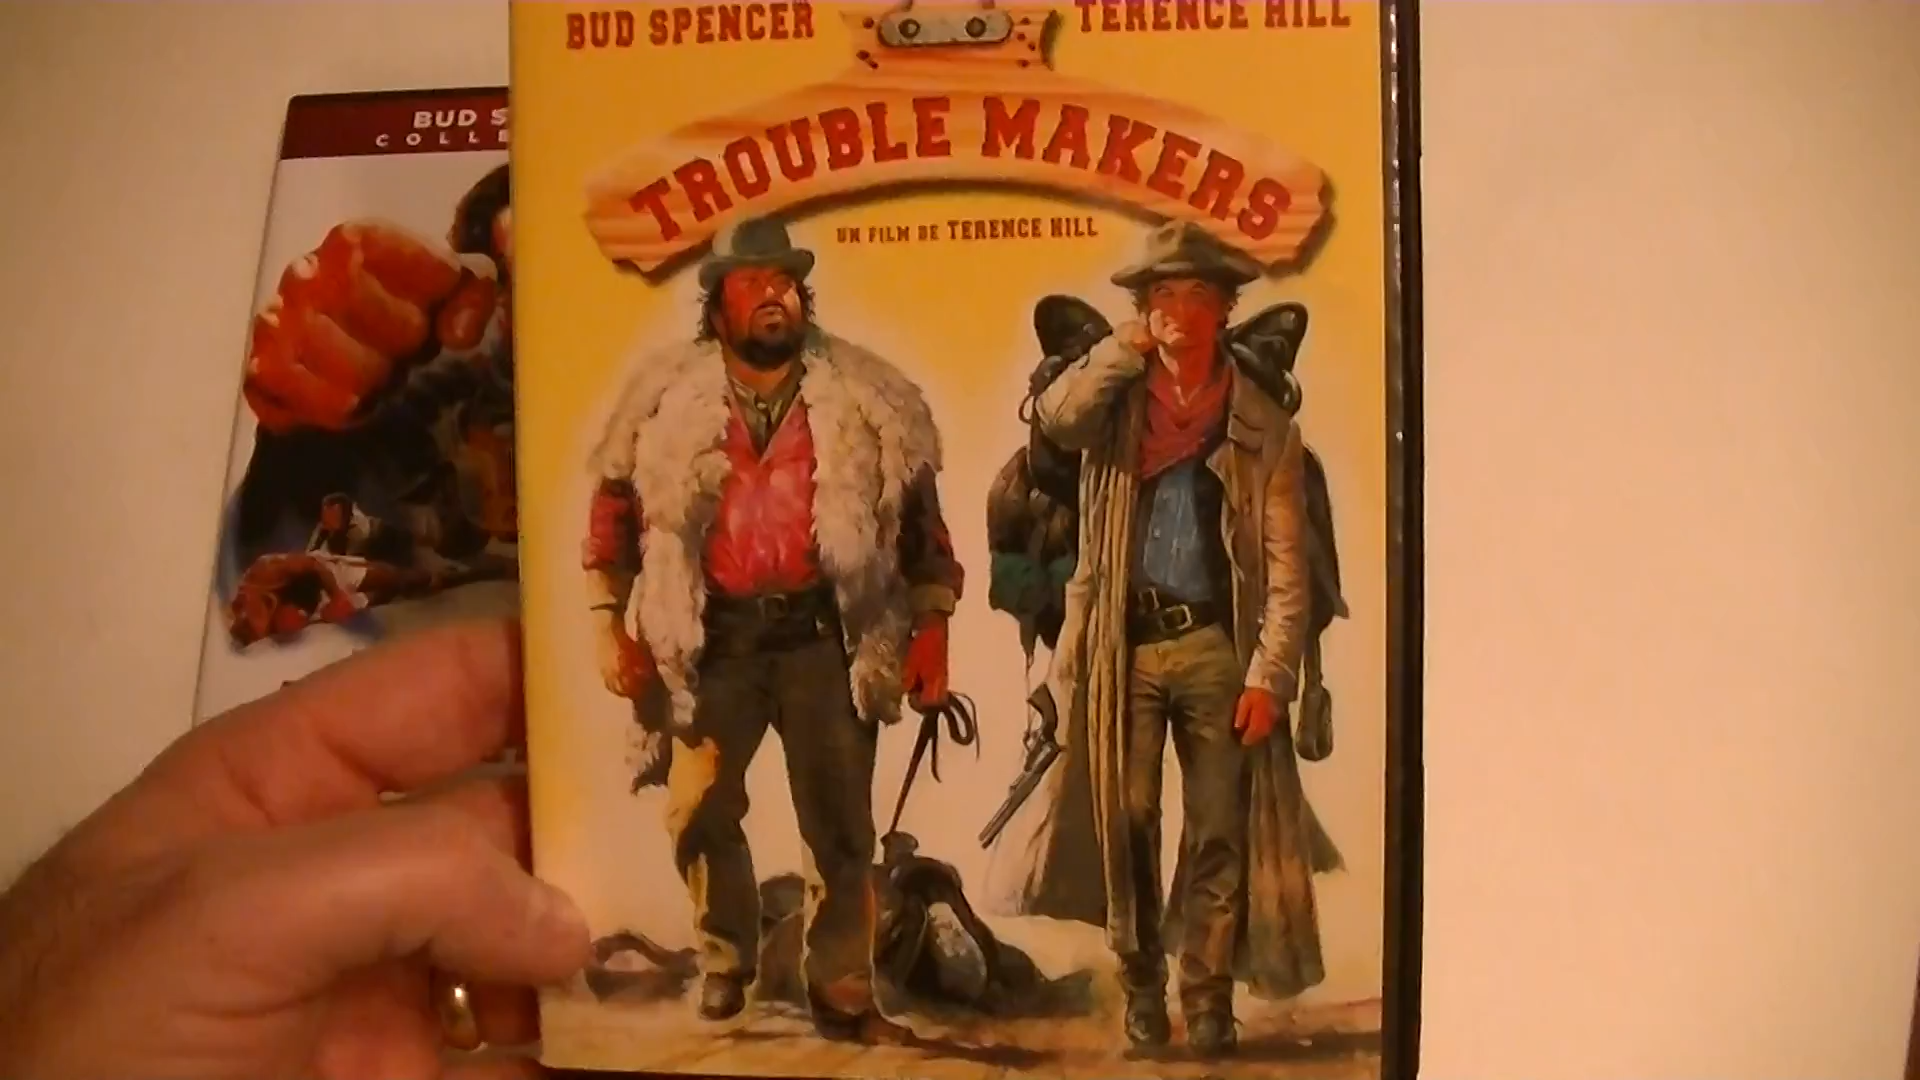 BUD SPENCER
TERENCE HILL
TROUBLE MAKERS
UN FILM DE TERENCE HILL
BUD S
COLLE